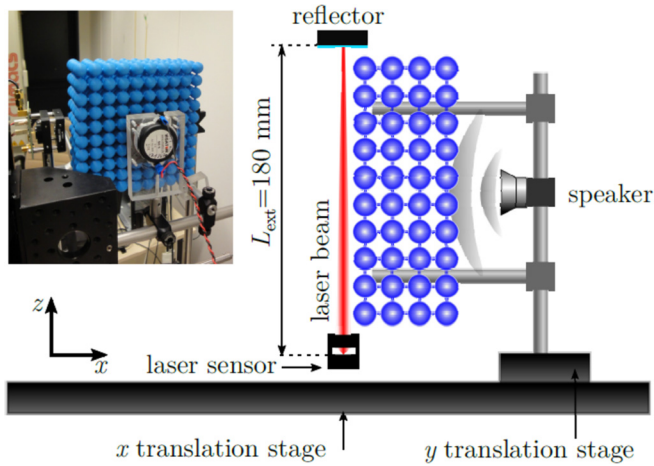 reflector
L_ext=180 mm
laser beam
speaker
z
x
laser sensor
x translation stage
y translation stage